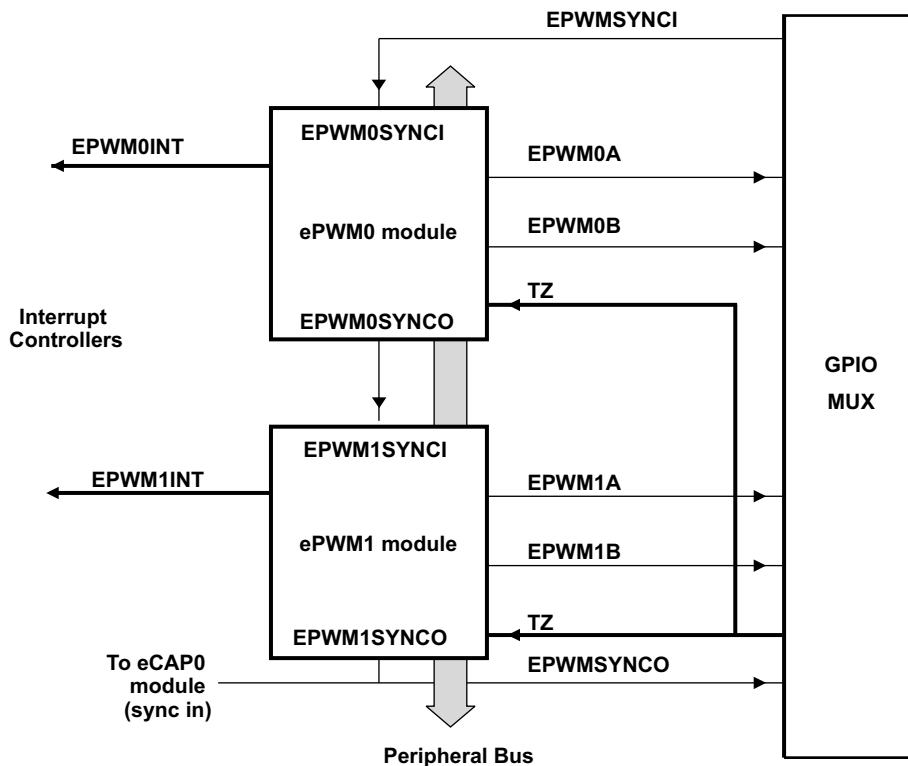 EPWMSYNCI
EPWM0SYNCI
EPWM0INT
EPWM0A
ePWM0 module
EPWM0B
TZ
EPWM0SYNCO
Interrupt
Controllers
GPIO
MUX
EPWM1SYNCI
EPWM1INT
EPWM1A
ePWM1 module
EPWM1B
TZ
EPWM1SYNCO
To eCAP0
module
(sync in)
EPWMSYNCO
Peripheral Bus